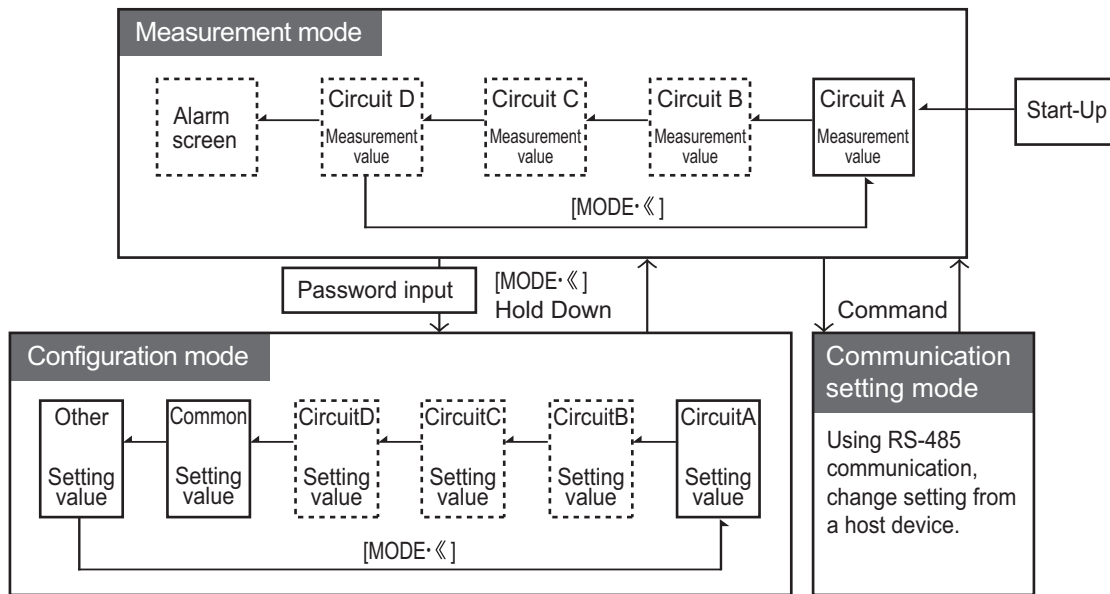 Measurement mode
Alarm
screen
Circuit D
Measurement
value
Circuit C
Measurement
value
Circuit B
Measurement
value
Circuit A
Measurement
value
Start-Up
[MODE・《 ]
Password input
[MODE・《 ]
Hold Down
Command
Configuration mode
Other
Setting
value
Common
Setting
value
CircuitD
Setting
value
CircuitC
Setting
value
CircuitB
Setting
value
CircuitA
Setting
value
[MODE・《 ]
Communication
setting mode
Using RS-485
communication,
change setting from
a host device.